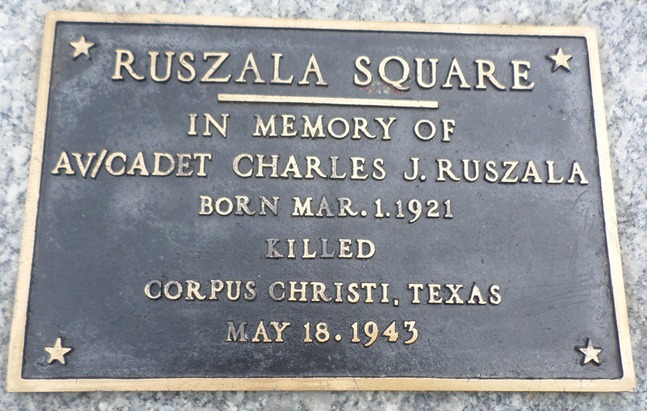 RUSZALA SQUARE
IN MEMORY OF
AV/CADET CHARLES J. RUSZALA
BORN MAR. 1. 1921
KILLED
CORPUS CHRISTI, TEXAS
MAY 18. 1943